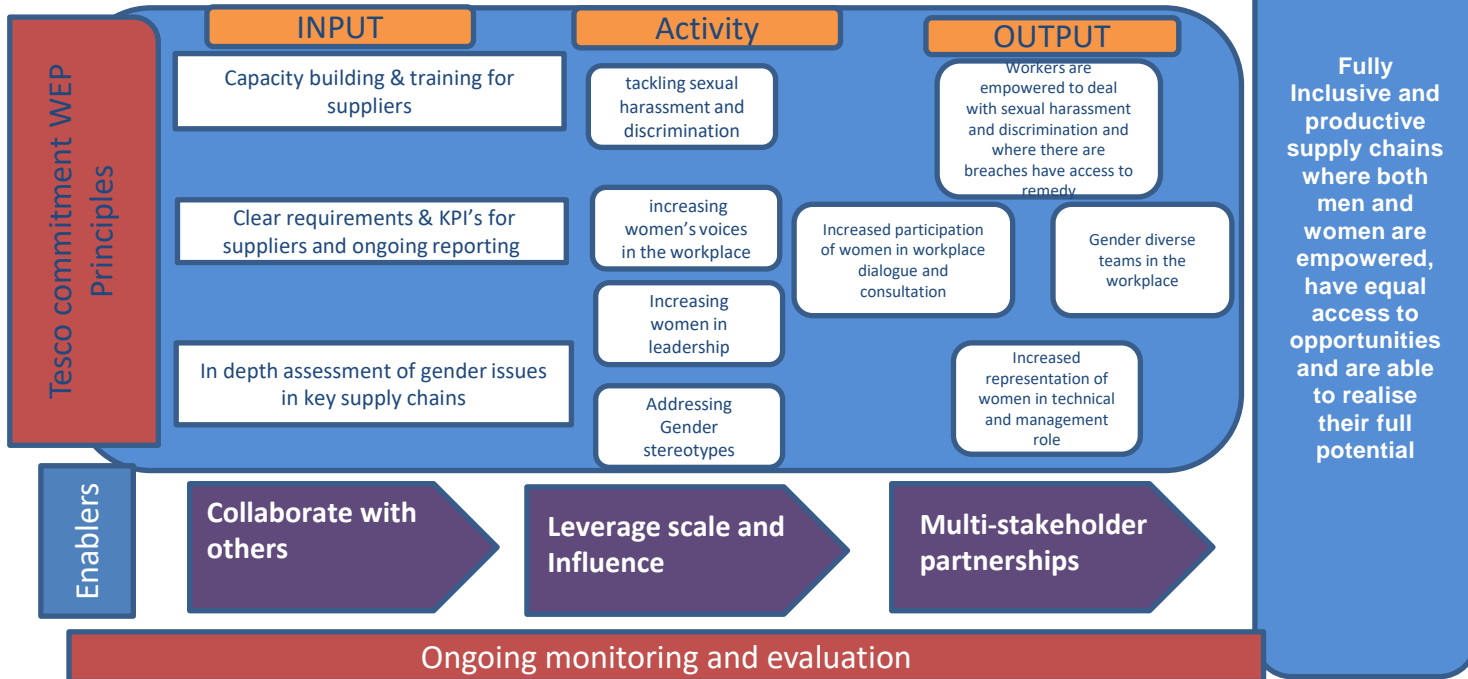 Tesco commitment WEP
Principles
INPUT
Capacity building & training for
suppliers
Clear requirements & KPI’s for
suppliers and ongoing reporting
In depth assessment of gender issues
in key supply chains
Activity
tackling sexual
harassment and
discrimination
increasing
women’s voices
in the workplace
Increasing
women in
leadership
Addressing
Gender
stereotypes
OUTPUT
Workers are
empowered to deal
with sexual harassment
and discrimination and
where there are
breaches have access to
remedy
Increased participation
of women in workplace
dialogue and
consultation
Gender diverse
teams in the
workplace
Increased
representation of
women in technical
and management
role
Fully
Inclusive and
productive
supply chains
where both
men and
women are
empowered,
have equal
access to
opportunities
and are able
to realise
their full
potential
Enablers
Collaborate with
others
Leverage scale and
Influence
Multi-stakeholder
partnerships
Ongoing monitoring and evaluation